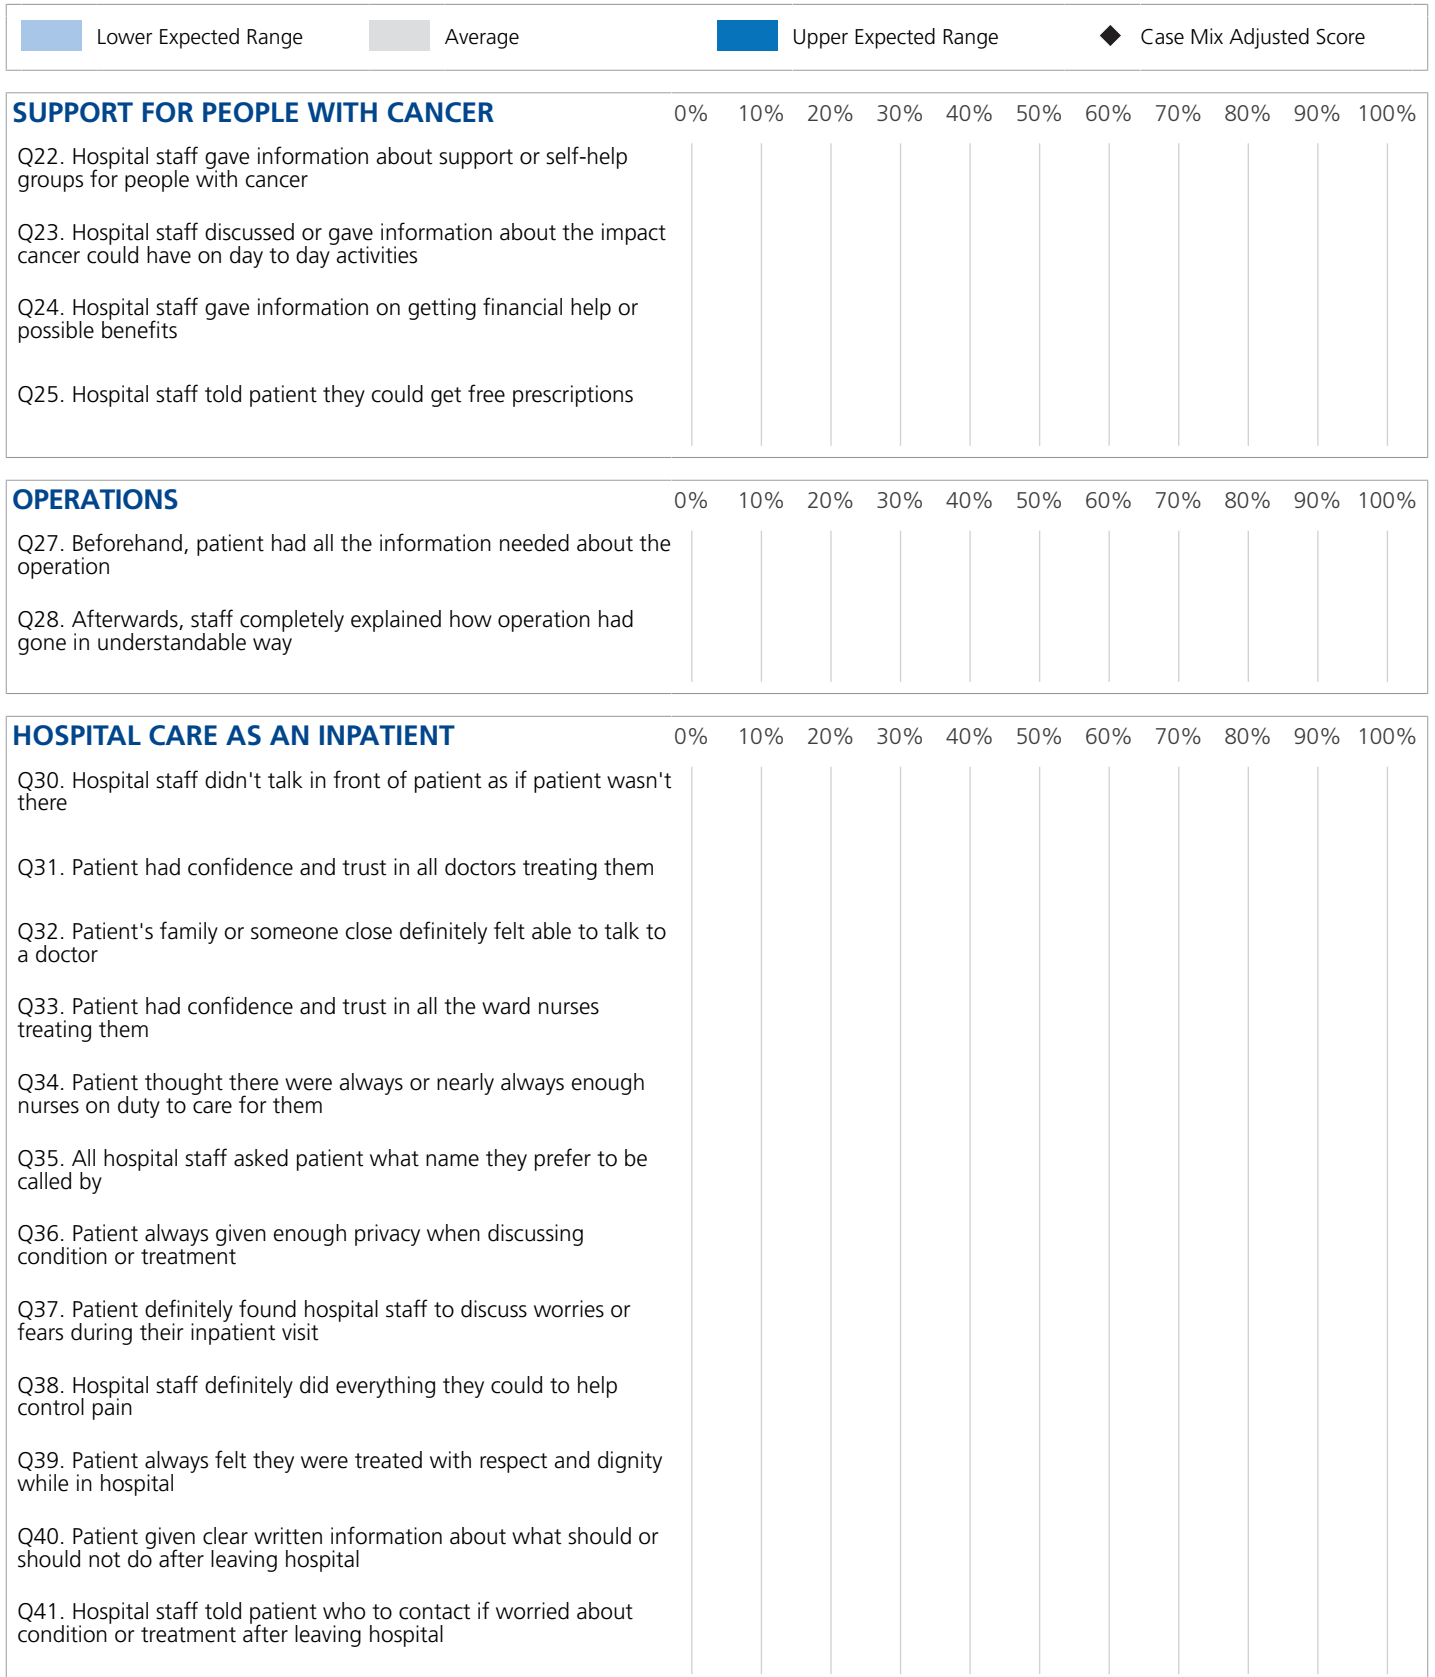 Lower Expected Range Average Upper Expected Range Case Mix Adjusted Score
SUPPORT FOR PEOPLE WITH CANCER 0% 10% 20% 30% 40% 50% 60% 70% 80% 90% 100%
Q22. Hospital staff gave information about support or self-help
groups for people with cancer
Q23. Hospital staff discussed or gave information about the impact
cancer could have on day to day activities
Q24. Hospital staff gave information on getting financial help or
possible benefits
Q25. Hospital staff told patient they could get free prescriptions
OPERATIONS 0% 10% 20% 30% 40% 50% 60% 70% 80% 90% 100%
Q27. Beforehand, patient had all the information needed about the
operation
Q28. Afterwards, staff completely explained how operation had
gone in understandable way
HOSPITAL CARE AS AN INPATIENT 0% 10% 20% 30% 40% 50% 60% 70% 80% 90% 100%
Q30. Hospital staff didn't talk in front of patient as if patient wasn't
there
Q31. Patient had confidence and trust in all doctors treating them
Q32. Patient's family or someone close definitely felt able to talk to
a doctor
Q33. Patient had confidence and trust in all the ward nurses
treating them
Q34. Patient thought there were always or nearly always enough
nurses on duty to care for them
Q35. All hospital staff asked patient what name they prefer to be
called by
Q36. Patient always given enough privacy when discussing
condition or treatment
Q37. Patient definitely found hospital staff to discuss worries or
fears during their inpatient visit
Q38. Hospital staff definitely did everything they could to help
control pain
Q39. Patient always felt they were treated with respect and dignity
while in hospital
Q40. Patient given clear written information about what should or
should not do after leaving hospital
Q41. Hospital staff told patient who to contact if worried about
condition or treatment after leaving hospital